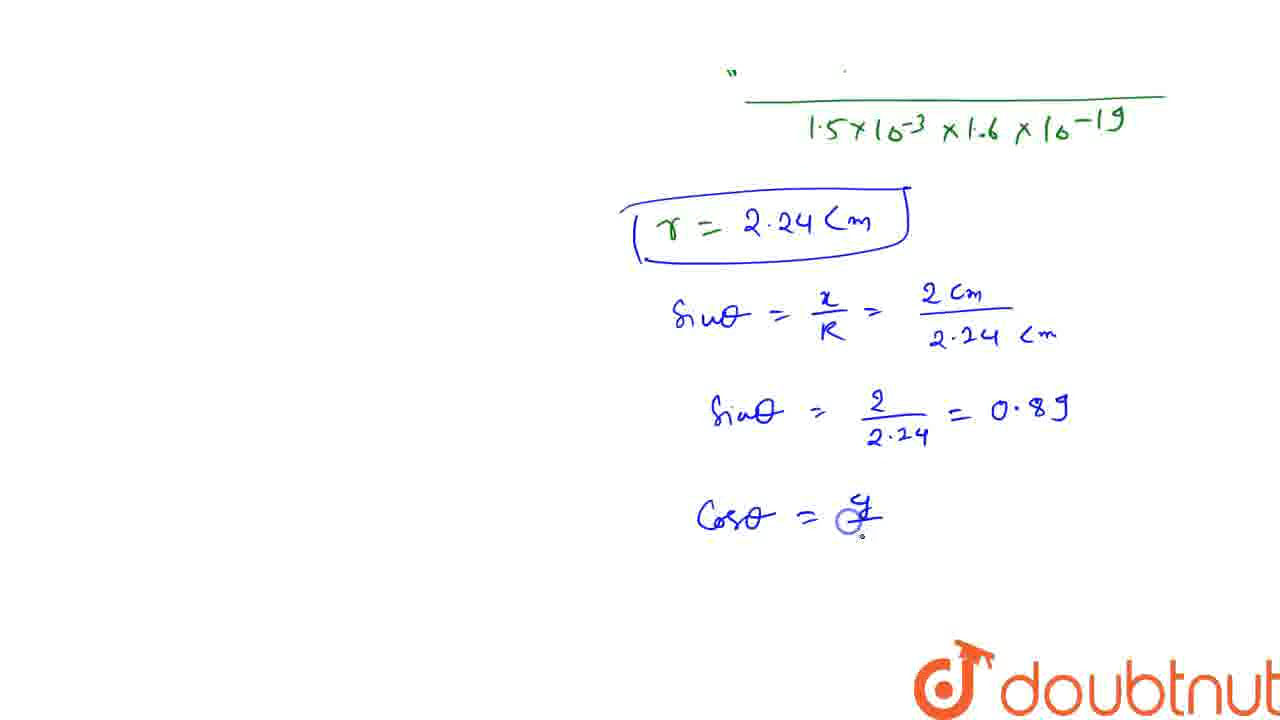 1.5×10⁻³ ×1.6 ×10⁻¹⁹
r = 2.24 Cm
Sinθ = x/R = 2 Cm/2.24 Cm
Sinθ = 2/2.24 = 0.89
Cosθ = y/
doubtnut